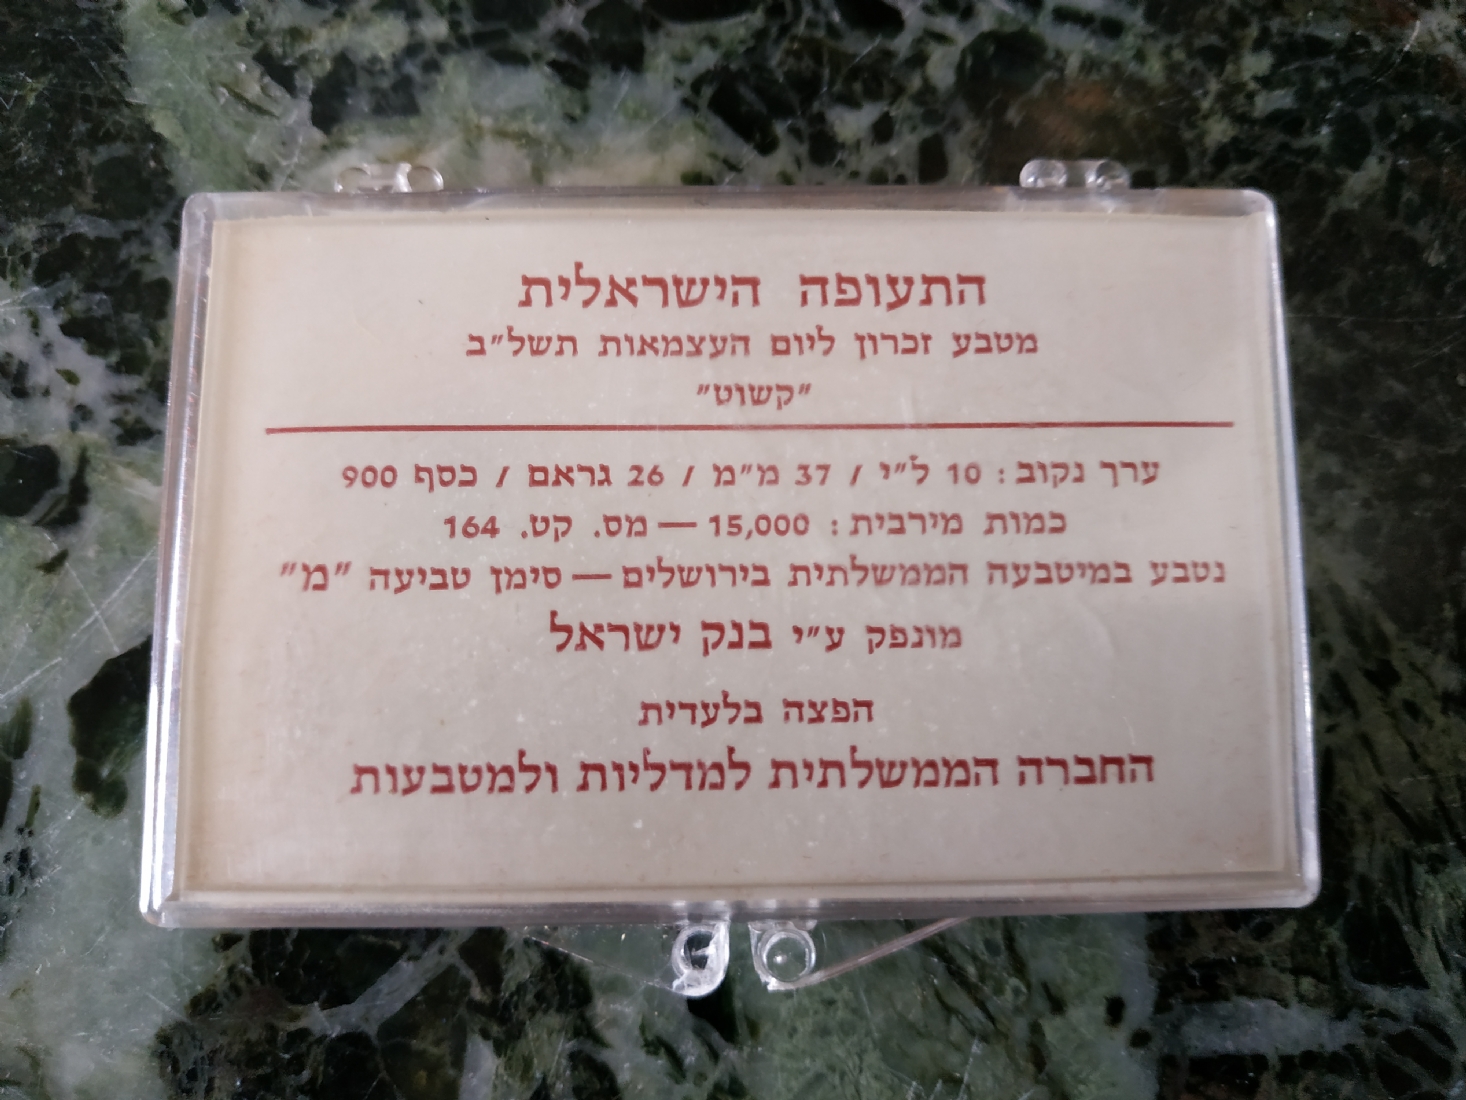 התעופה הישראלית
מטבע זכרון ליום העצמאות תשל״ב
״קשוט״
ערך נקוב: 10 ל״י / 37 מ״מ / 26 גראם / כסף 900
כמות מירבית: 15,000 — מס. קט. 164
נטבע במיטבעה הממשלתית בירושלים — סימן טביעה ״מ״
מונפק ע״י בנק ישראל
הפצה בלעדית
החברה הממשלתית למדליות ולמטבעות